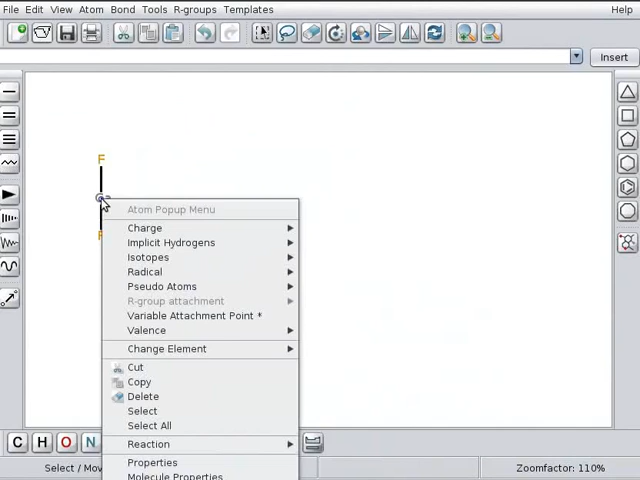 File Edit View Atom Bond Tools R-groups Templates Help
Insert
F
Atom Popup Menu
Charge
Implicit Hydrogens
Isotopes
Radical
Pseudo Atoms
R-group attachment
Variable Attachment Point *
Valence
Change Element
Cut
Copy
Delete
Select
Select All
C H O N
Reaction
Properties
Select / Mov Zoomfactor: 110%
Molecule Properties